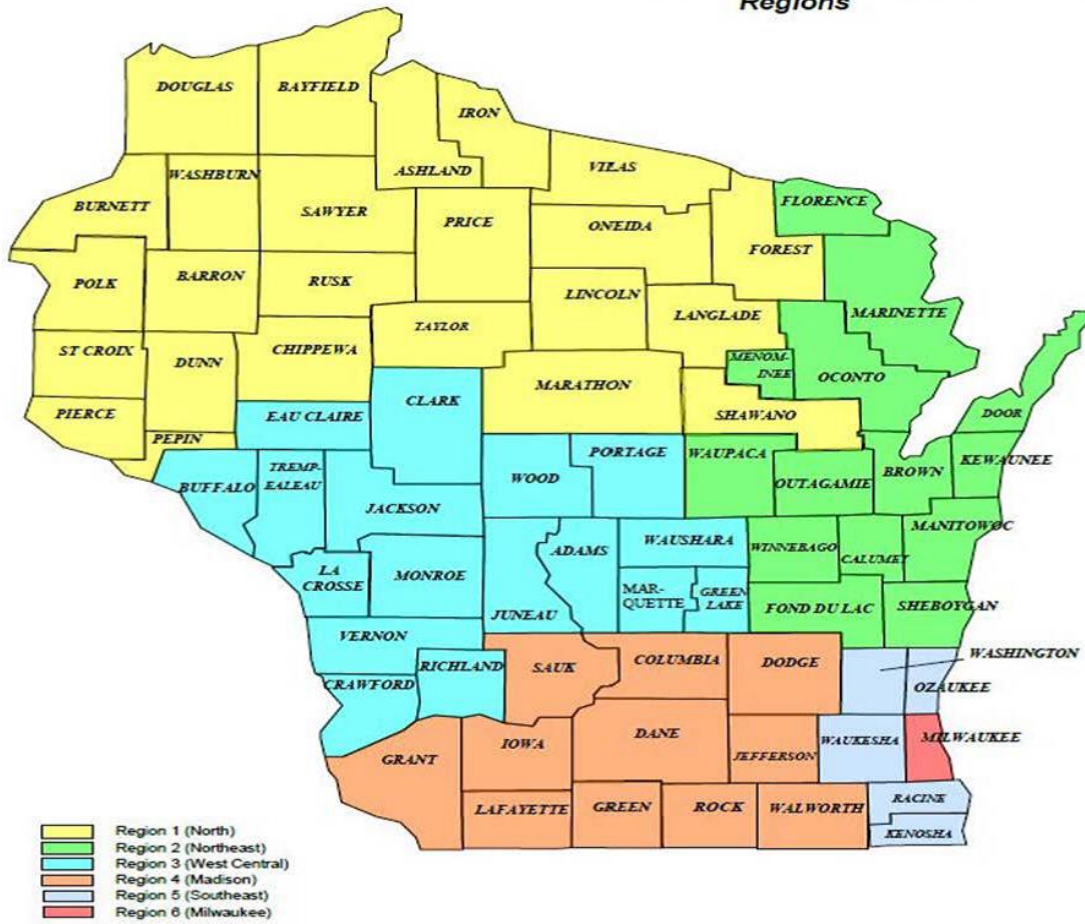 Regions
DOUGLAS
BAYFIELD
IRON
ASHLAND
VILAS
WASHBURN
BURNETT
SAWYER
PRICE
ONEIDA
FLORENCE
FOREST
POLK
BARRON
RUSK
LINCOLN
LANGLADE
MARINETTE
TAYLOR
ST CROIX
DUNN
CHIPPEWA
MENOM-
INEE
OCONTO
MARATHON
CLARK
PIERCE
EAU CLAIRE
SHAWANO
DOOR
PEPIN
PORTAGE
WAUPACA
BROWN
KEWAUNEE
TREMP-
EALEAU
BUFFALO
WOOD
OUTAGAMIE
JACKSON
MANITOWOC
ADAMS
WAUSHARA
WINNEBAGO
CALUMET
LA
CROSSE
MONROE
MAR-
QUETTE
GREEN
LAKE
JUNEAU
FOND DU LAC
SHEBOYGAN
VERNON
WASHINGTON
RICHLAND
SAUK
COLUMBIA
DODGE
CRAWFORD
OZAUKEE
DANE
WAUKESHA
MILWAUKEE
IOWA
GRANT
JEFFERSON
RACINE
LAFAYETTE
GREEN
ROCK
WALWORTH
KENOSHA
Region 1 (North)
Region 2 (Northeast)
Region 3 (West Central)
Region 4 (Madison)
Region 5 (Southeast)
Region 6 (Milwaukee)